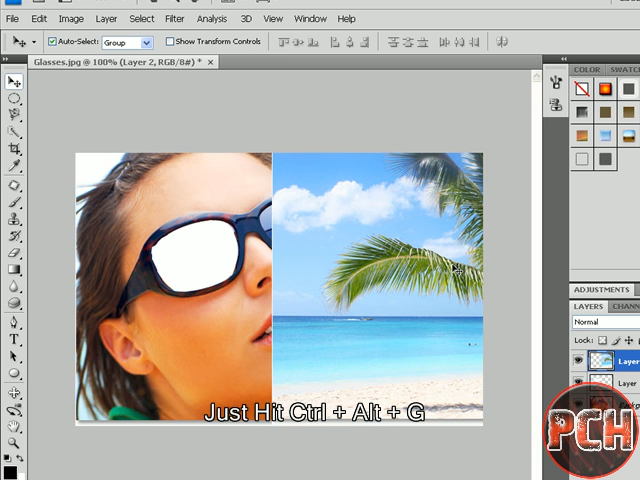 File Edit Image Layer Select Filter Analysis 3D View Window Help
Auto-Select: Group Show Transform Controls
Glasses.jpg @ 100% (Layer 2, RGB/8#) * ×
COLOR SWATC
ADJUSTMENTS
LAYERS CHANN
Normal
Lock:
Layer
Layer
Just Hit Ctrl + Alt + G
PCH